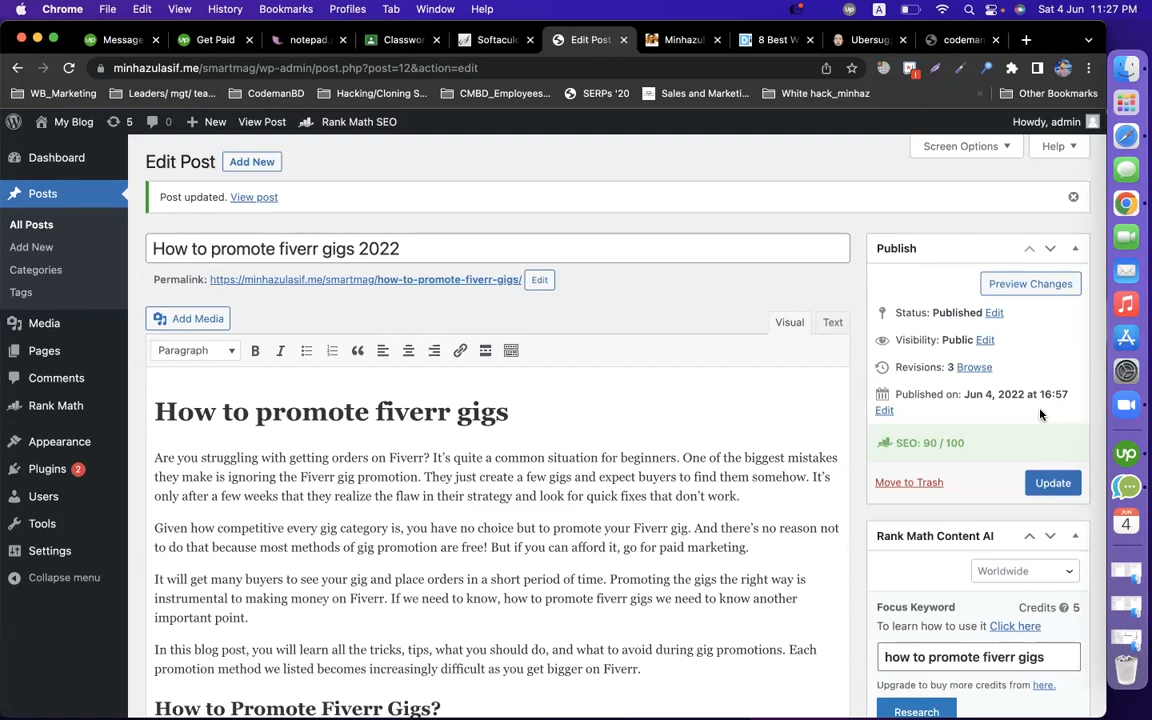 Chrome File Edit View History Bookmarks Profiles Tab Window Help A Sat 4 Jun 11:27 PM
Message Get Paid notepad. Classwor Softacul Edit Post Minhazul 8 Best W Ubersug codeman
minhazulasif.me/smartmag/wp-admin/post.php?post=12&action=edit
WB_Marketing Leaders/ mgt/ tea... CodemanBD Hacking/Cloning S... CMBD_Employees... SERPs '20 Sales and Marketi... White hack_minhaz Other Bookmarks
My Blog 5 0 New View Post Rank Math SEO Howdy, admin
Dashboard
Posts
All Posts
Add New
Categories
Tags
Media
Pages
Comments
Rank Math
Appearance
Plugins 2
Users
Tools
Settings
Collapse menu
Screen Options Help
Edit Post Add New
Post updated. View post
How to promote fiverr gigs 2022
Permalink: https://minhazulasif.me/smartmag/how-to-promote-fiverr-gigs/ Edit
Add Media
Visual Text
Paragraph B I
How to promote fiverr gigs
Are you struggling with getting orders on Fiverr? It's quite a common situation for beginners. One of the biggest mistakes
they make is ignoring the Fiverr gig promotion. They just create a few gigs and expect buyers to find them somehow. It's
only after a few weeks that they realize the flaw in their strategy and look for quick fixes that don't work.
Given how competitive every gig category is, you have no choice but to promote your Fiverr gig. And there's no reason not
to do that because most methods of gig promotion are free! But if you can afford it, go for paid marketing.
It will get many buyers to see your gig and place orders in a short period of time. Promoting the gigs the right way is
instrumental to making money on Fiverr. If we need to know, how to promote fiverr gigs we need to know another
important point.
In this blog post, you will learn all the tricks, tips, what you should do, and what to avoid during gig promotions. Each
promotion method we listed becomes increasingly difficult as you get bigger on Fiverr.
How to Promote Fiverr Gigs?
Publish
Preview Changes
Status: Published Edit
Visibility: Public Edit
Revisions: 3 Browse
Published on: Jun 4, 2022 at 16:57
Edit
SEO: 90 / 100
Move to Trash Update
Rank Math Content AI
Worldwide
Focus Keyword Credits 5
To learn how to use it Click here
how to promote fiverr gigs
Upgrade to buy more credits from here.
Research
up
JUN
4